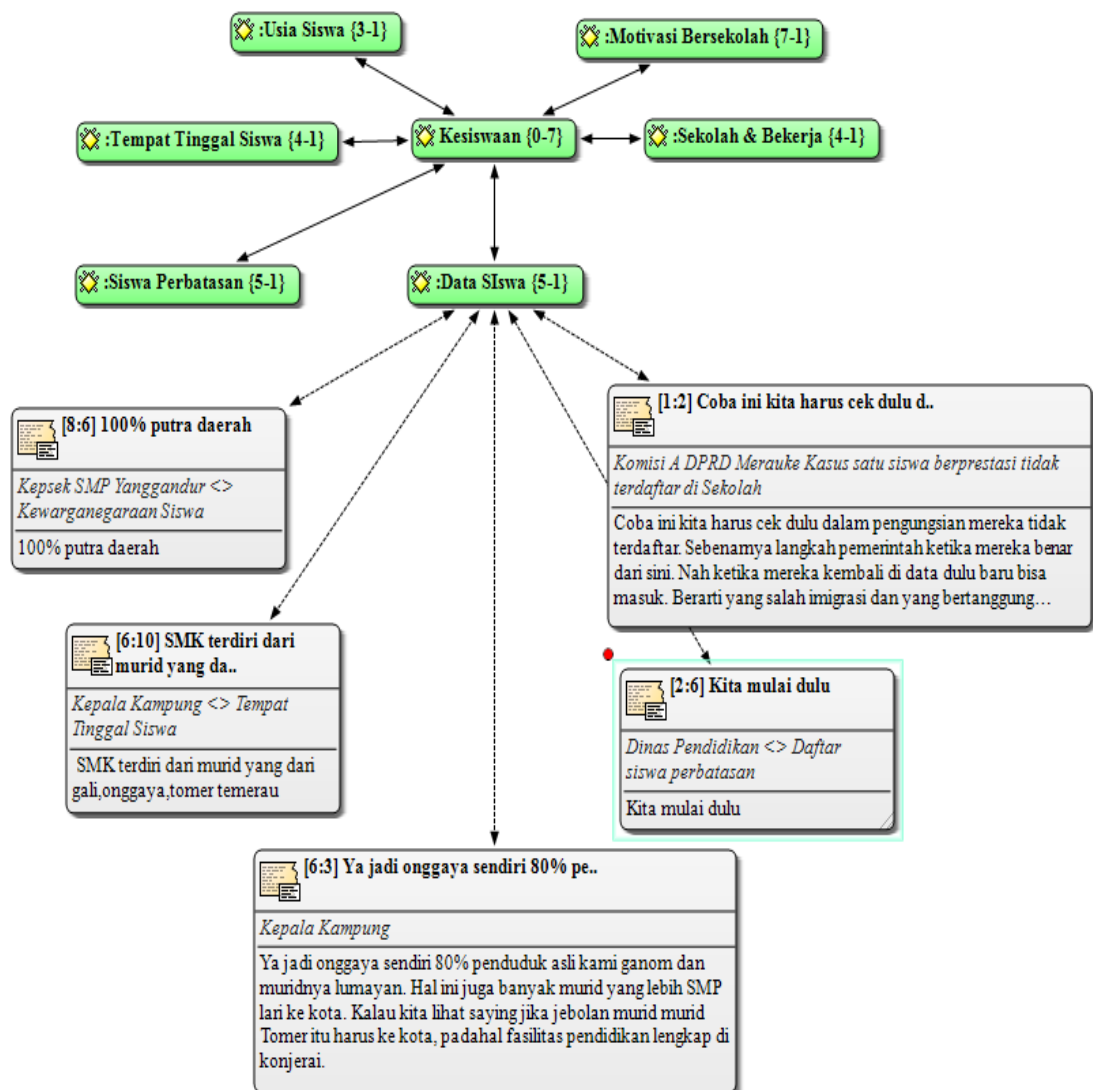 :Usia Siswa {3-1}
:Motivasi Bersekolah {7-1}
:Tempat Tinggal Siswa {4-1}
Kesiswaan {0-7}
:Sekolah & Bekerja {4-1}
:Siswa Perbatasan {5-1}
:Data SIswa {5-1}
[8:6] 100% putra daerah
Kepsek SMP Yanggandur <>
Kewarganegaraan Siswa
100% putra daerah
[1:2] Coba ini kita harus cek dulu d..
Komisi A DPRD Merauke Kasus satu siswa berprestasi tidak
terdaftar di Sekolah
Coba ini kita harus cek dulu dalam pengungsian mereka tidak
terdaftar. Sebenarnya langkah pemerintah ketika mereka benar
dari sini. Nah ketika mereka kembali di data dulu baru bisa
masuk. Berarti yang salah imigrasi dan yang bertanggung…
[6:10] SMK terdiri dari
murid yang da..
Kepala Kampung <> Tempat
Tinggal Siswa
SMK terdiri dari murid yang dari
gali,onggaya,tomer temerau
[2:6] Kita mulai dulu
Dinas Pendidikan <> Daftar
siswa perbatasan
Kita mulai dulu
[6:3] Ya jadi onggaya sendiri 80% pe..
Kepala Kampung
Ya jadi onggaya sendiri 80% penduduk asli kami ganom dan
muridnya lumayan. Hal ini juga banyak murid yang lebih SMP
lari ke kota. Kalau kita lihat saying jika jebolan murid murid
Tomer itu harus ke kota, padahal fasilitas pendidikan lengkap di
konjerai.